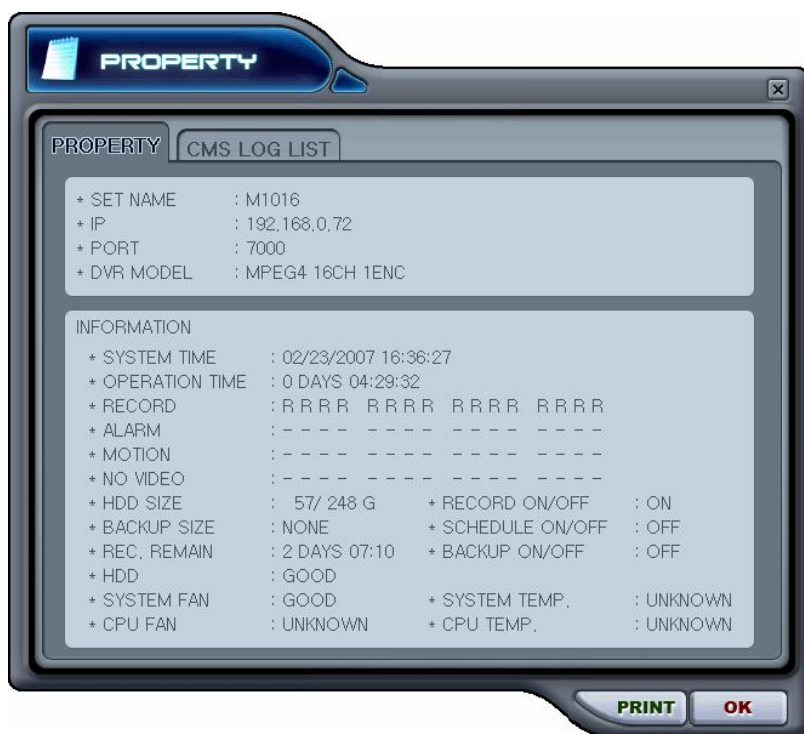 PROPERTY
PROPERTY CMS LOG LIST
* SET NAME : M1016
* IP : 192,168,0,72
* PORT : 7000
* DVR MODEL : MPEG4 16CH 1ENC
INFORMATION
* SYSTEM TIME : 02/23/2007 16:36:27
* OPERATION TIME : 0 DAYS 04:29:32
* RECORD : R R R R R R R R R R R R R R R R
* ALARM : – – – – – – – – – – – – – – – –
* MOTION : – – – – – – – – – – – – – – – –
* NO VIDEO : – – – – – – – – – – – – – – – –
* HDD SIZE : 57/ 248 G * RECORD ON/OFF : ON
* BACKUP SIZE : NONE * SCHEDULE ON/OFF : OFF
* REC, REMAIN : 2 DAYS 07:10 * BACKUP ON/OFF : OFF
* HDD : GOOD
* SYSTEM FAN : GOOD * SYSTEM TEMP, : UNKNOWN
* CPU FAN : UNKNOWN * CPU TEMP, : UNKNOWN
PRINT OK